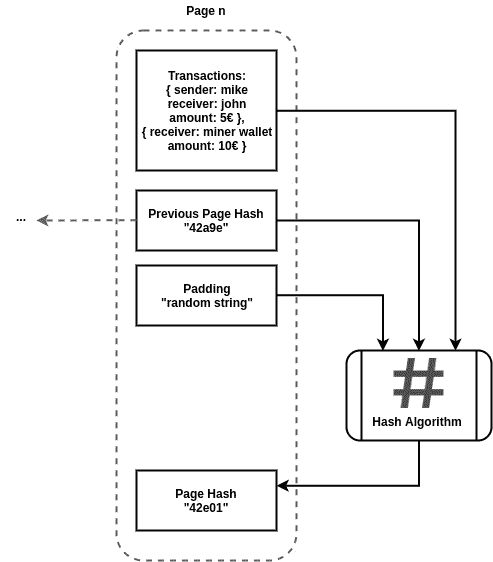 Page n
Transactions:
{ sender: mike
receiver: john
amount: 5€ },
{ receiver: miner wallet
amount: 10€ }
...
Previous Page Hash
"42a9e"
Padding
"random string"
#
Hash Algorithm
Page Hash
"42e01"